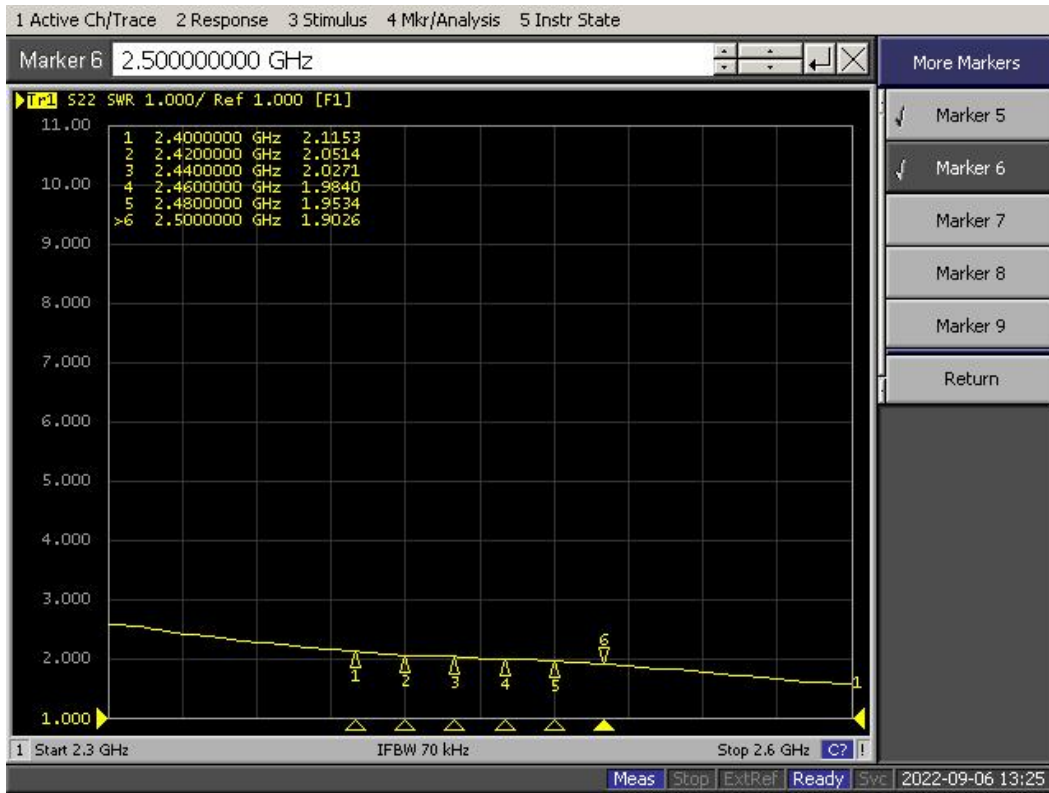 1 Active Ch/Trace 2 Response 3 Stimulus 4 Mkr/Analysis 5 Instr State
Marker 6 2.500000000 GHz
More Markers
Tr1 S22 SWR 1.000/ Ref 1.000 [F1]
11.00
1 2.4000000 GHz 2.1153
2 2.4200000 GHz 2.0514
3 2.4400000 GHz 2.0271
4 2.4600000 GHz 1.9840
5 2.4800000 GHz 1.9534
>6 2.5000000 GHz 1.9026
10.00
9.000
8.000
7.000
6.000
5.000
4.000
3.000
2.000
1.000
1 2 3 4 5 6 1
Marker 5
Marker 6
Marker 7
Marker 8
Marker 9
Return
1 Start 2.3 GHz IFBW 70 kHz Stop 2.6 GHz C? !
Meas Stop ExtRef Ready Svc 2022-09-06 13:25